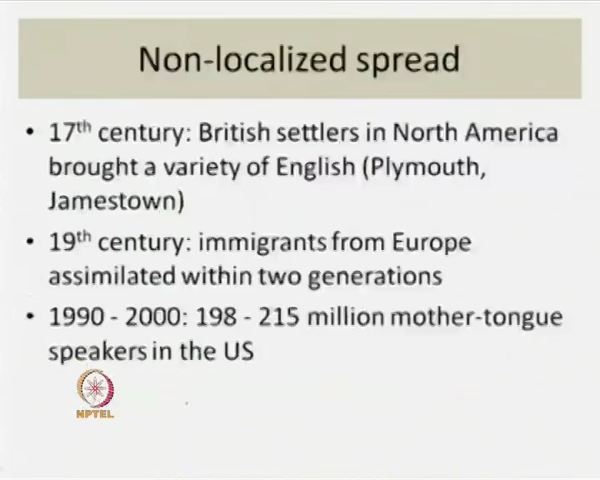 Non-localized spread
• 17th century: British settlers in North America
brought a variety of English (Plymouth,
Jamestown)
• 19th century: immigrants from Europe
assimilated within two generations
• 1990 - 2000: 198 - 215 million mother-tongue
speakers in the US
NPTEL